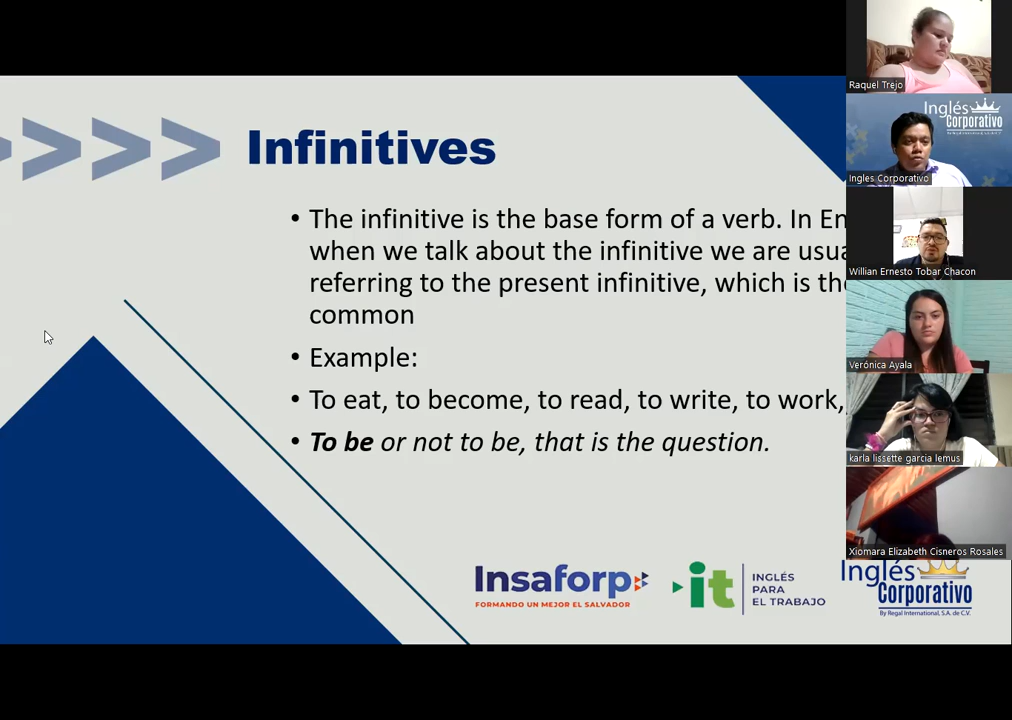 Infinitives
• The infinitive is the base form of a verb. In En
when we talk about the infinitive we are usua
referring to the present infinitive, which is the
common
• Example:
• To eat, to become, to read, to write, to work,
• To be or not to be, that is the question.
Insaforp
FORMANDO UN MEJOR EL SALVADOR
it
INGLÉS
PARA
EL TRABAJO
Inglés
Corporativo
By Regal International, S.A. de C.V.
Raquel Trejo
Inglés
Corporativo
Ingles Corporativo
Willian Ernesto Tobar Chacon
Verónica Ayala
karla lissette garcia lemus
Xiomara Elizabeth Cisneros Rosales